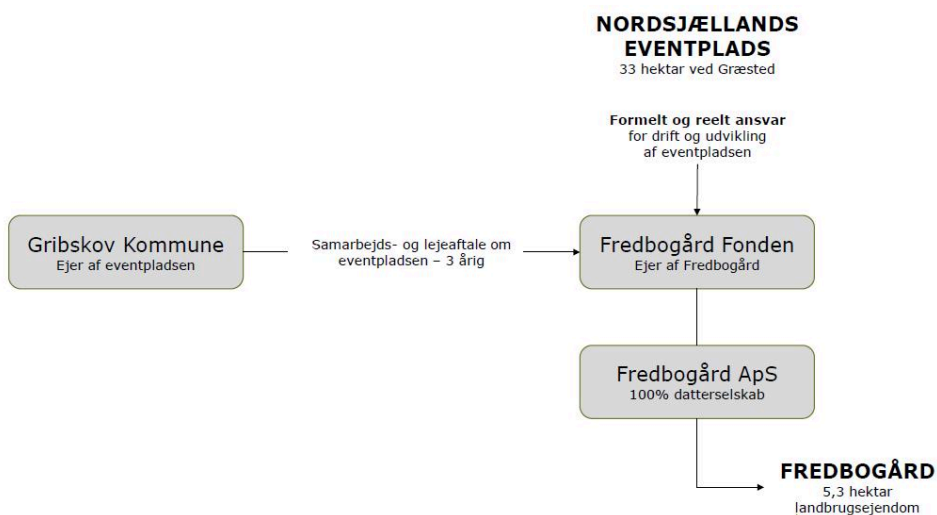 NORDSJÆLLANDS
EVENTPLADS
33 hektar ved Græsted
Formelt og reelt ansvar
for drift og udvikling
af eventpladsen
Gribskov Kommune
Ejer af eventpladsen
Samarbejds- og lejeaftale om
eventpladsen – 3 årig
Fredbogård Fonden
Ejer af Fredbogård
Fredbogård ApS
100% datterselskab
FREDBOGÅRD
5,3 hektar
landbrugsejendom